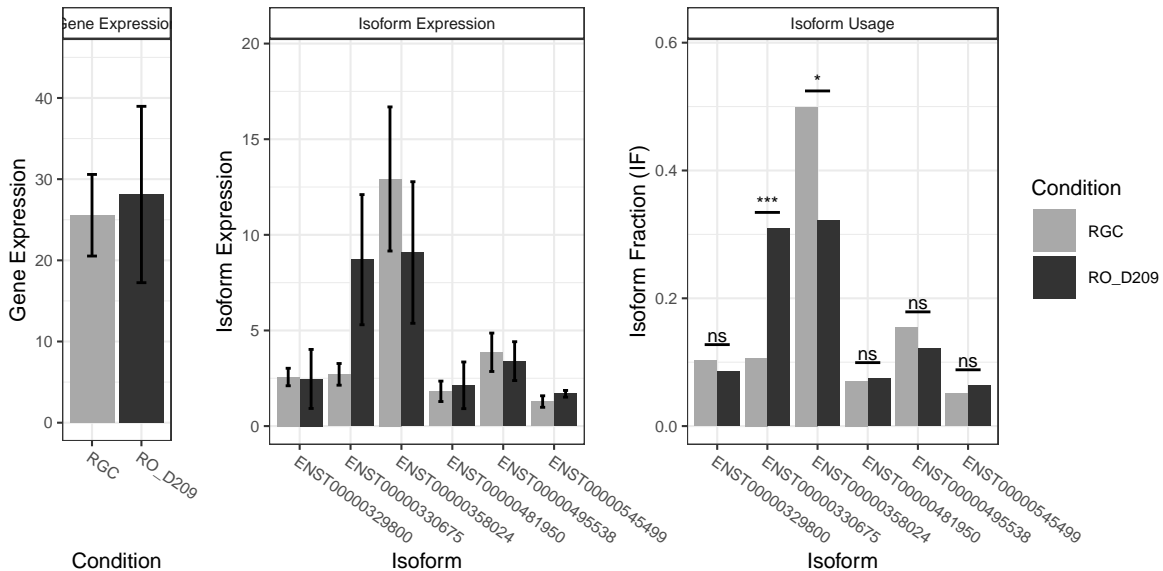 Gene Expression
Isoform Expression
Isoform Usage
Gene Expression
40
30
20
10
0
RGC
RO_D209
Condition
Isoform Expression
20
15
10
5
0
ENST00000329800
ENST00000330675
ENST00000358024
ENST00000481950
ENST00000495538
ENST00000545499
Isoform
Isoform Fraction (IF)
0.6
0.4
0.2
0.0
ns
***
*
ns
ns
ns
ENST00000329800
ENST00000330675
ENST00000358024
ENST00000481950
ENST00000495538
ENST00000545499
Isoform
Condition
RGC
RO_D209